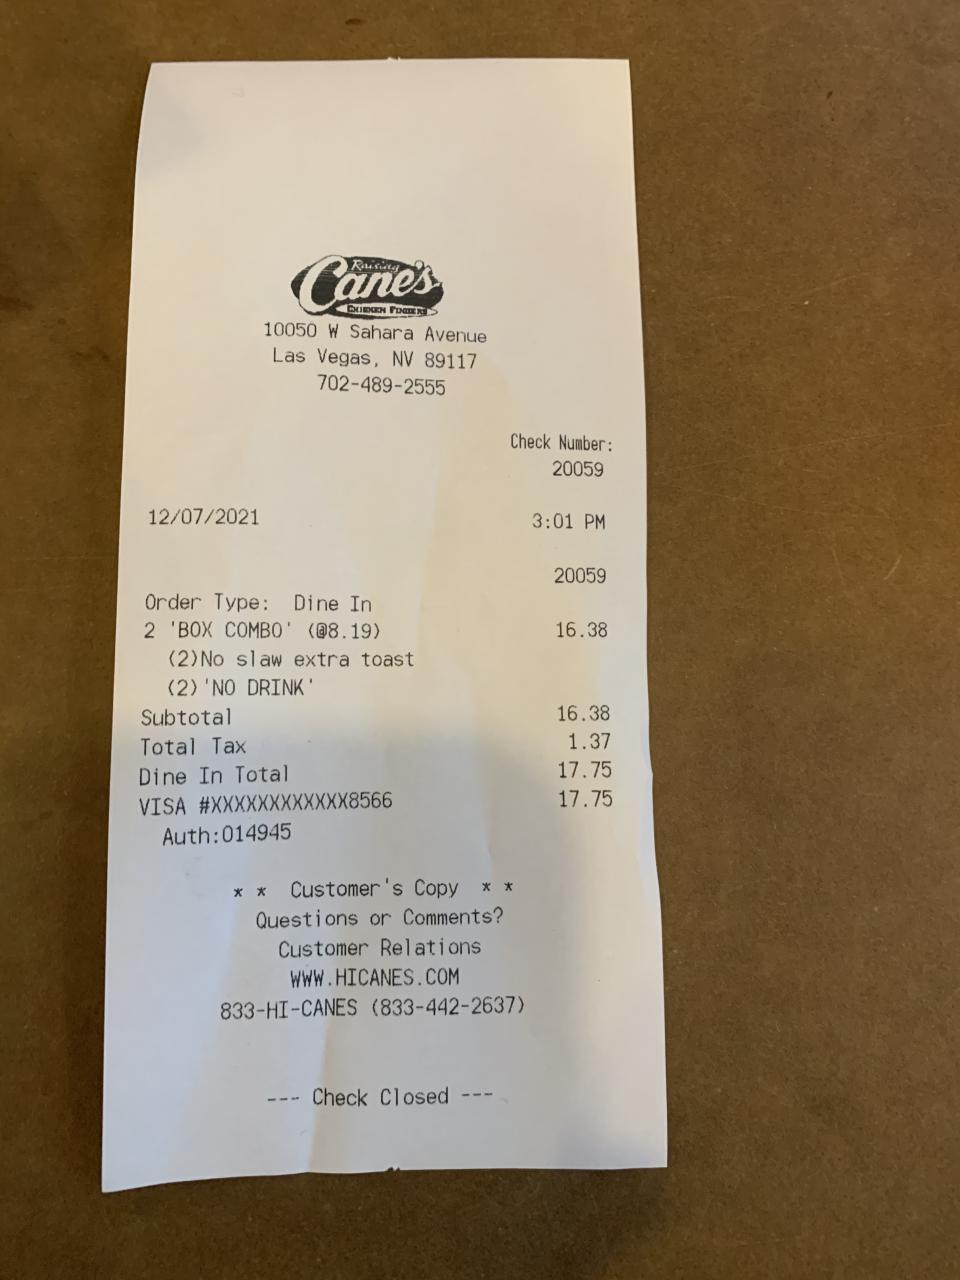 Raising
Cane's
CHICKEN FINGERS
10050 W Sahara Avenue
Las Vegas, NV 89117
702-489-2555
Check Number:
20059
12/07/2021 3:01 PM
20059
Order Type: Dine In
2 'BOX COMBO' (@8.19) 16.38
(2)No slaw extra toast
(2)'NO DRINK'
Subtotal 16.38
Total Tax 1.37
Dine In Total 17.75
VISA #XXXXXXXXXXXX8566 17.75
Auth:014945
* * Customer's Copy * *
Questions or Comments?
Customer Relations
WWW.HICANES.COM
833-HI-CANES (833-442-2637)
--- Check Closed ---